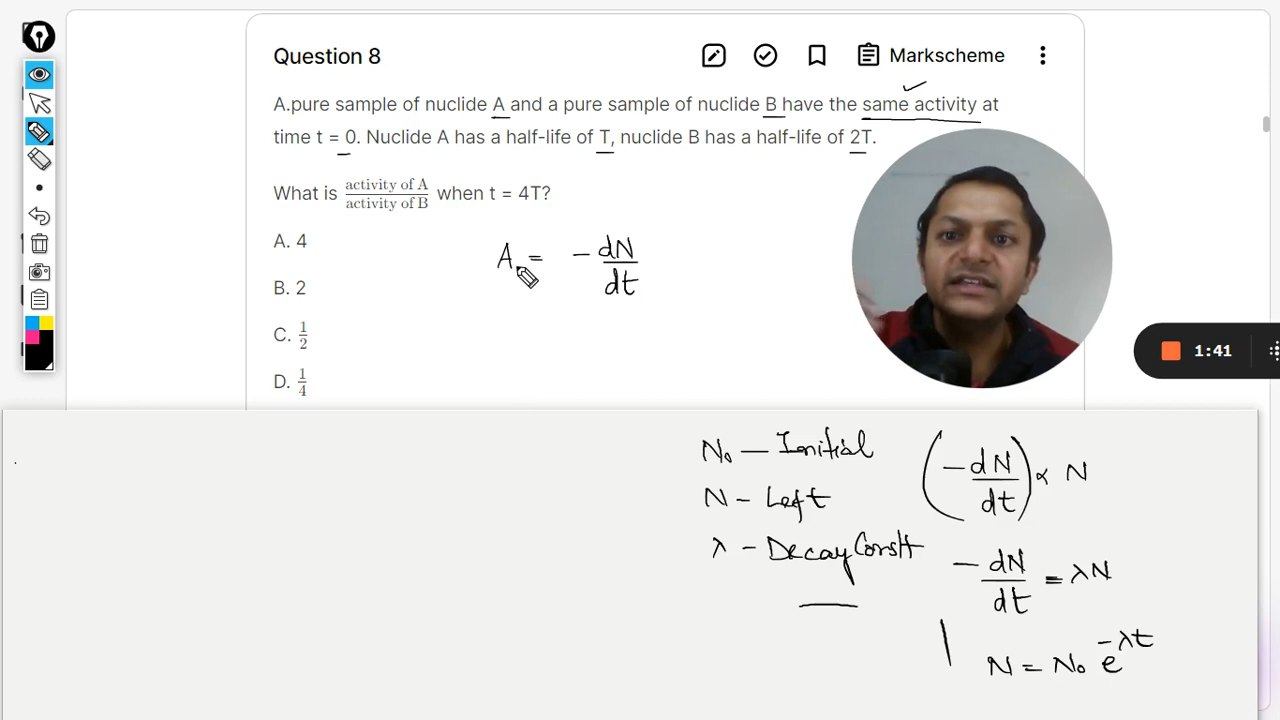 Question 8
Markscheme
A.pure sample of nuclide A and a pure sample of nuclide B have the same activity at
time t = 0. Nuclide A has a half-life of T, nuclide B has a half-life of 2T.
What is activity of A / activity of B when t = 4T?
A. 4
B. 2
C. 1/2
D. 1/4
A = - dN/dt
1:41
N₀ — Initial
N - Left
λ - Decay Constt
(- dN/dt) ∝ N
- dN/dt = λN
N = N₀ e^-λt